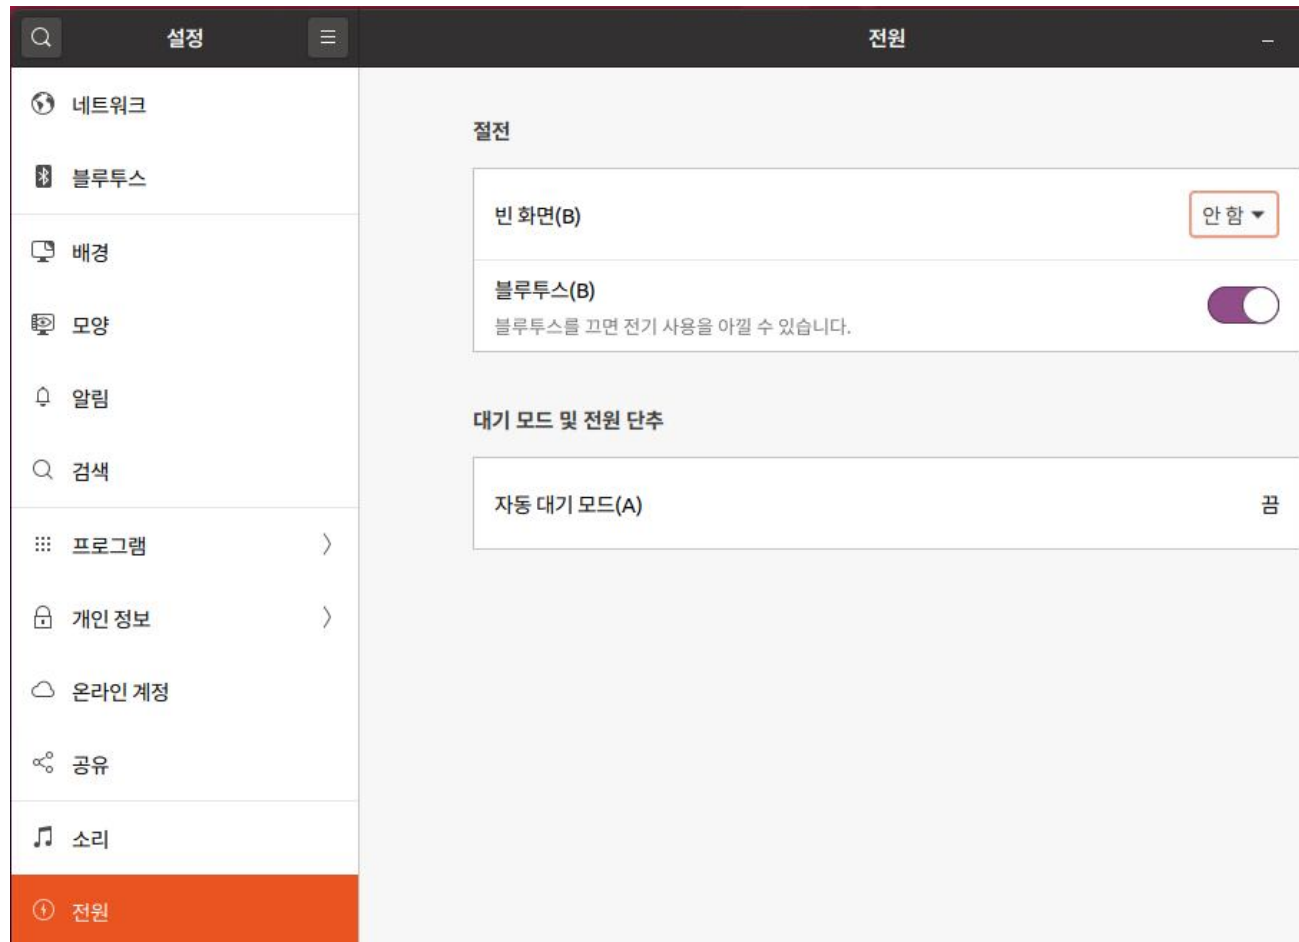 설정
전원
네트워크
블루투스
배경
모양
알림
검색
프로그램
개인 정보
온라인 계정
공유
소리
전원
절전
빈 화면(B)
안 함
블루투스(B)
블루투스를 끄면 전기 사용을 아낄 수 있습니다.
대기 모드 및 전원 단추
자동 대기 모드(A)
끔